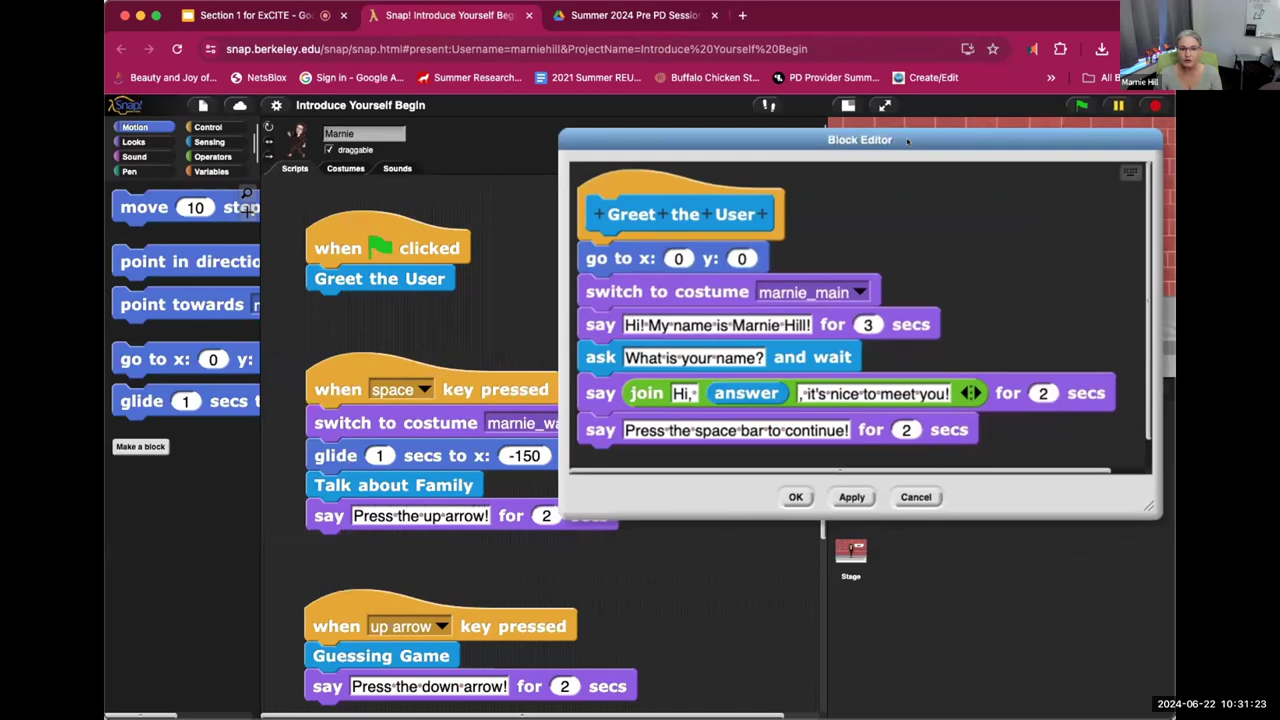 Section 1 for ExCITE - Go
Snap! Introduce Yourself Beg
Summer 2024 Pre PD Session
snap.berkeley.edu/snap/snap.html#present:Username=marniehill&ProjectName=Introduce%20Yourself%20Begin
Beauty and Joy of...
NetsBlox
Sign in - Google A...
Summer Research...
2021 Summer REU...
Buffalo Chicken St...
PD Provider Summ...
Create/Edit
»
All B
Marnie Hill
Snap!
Introduce Yourself Begin
Motion
Control
Looks
Sensing
Sound
Operators
Pen
Variables
Marnie
draggable
Scripts
Costumes
Sounds
move 10 step
point in directi
point towards
go to x: 0 y:
glide 1 secs t
Make a block
when clicked
Greet the User
when space key pressed
switch to costume marnie_wa
glide 1 secs to x: -150
Talk about Family
say Press the up arrow! for 2 secs
when up arrow key pressed
Guessing Game
say Press the down arrow! for 2 secs
Block Editor
+ Greet + the + User +
go to x: 0 y: 0
switch to costume marnie_main
say Hi! My name is Marnie Hill! for 3 secs
ask What is your name? and wait
say join Hi, answer , it's nice to meet you! for 2 secs
say Press the space bar to continue! for 2 secs
OK
Apply
Cancel
Stage
2024-06-22 10:31:23